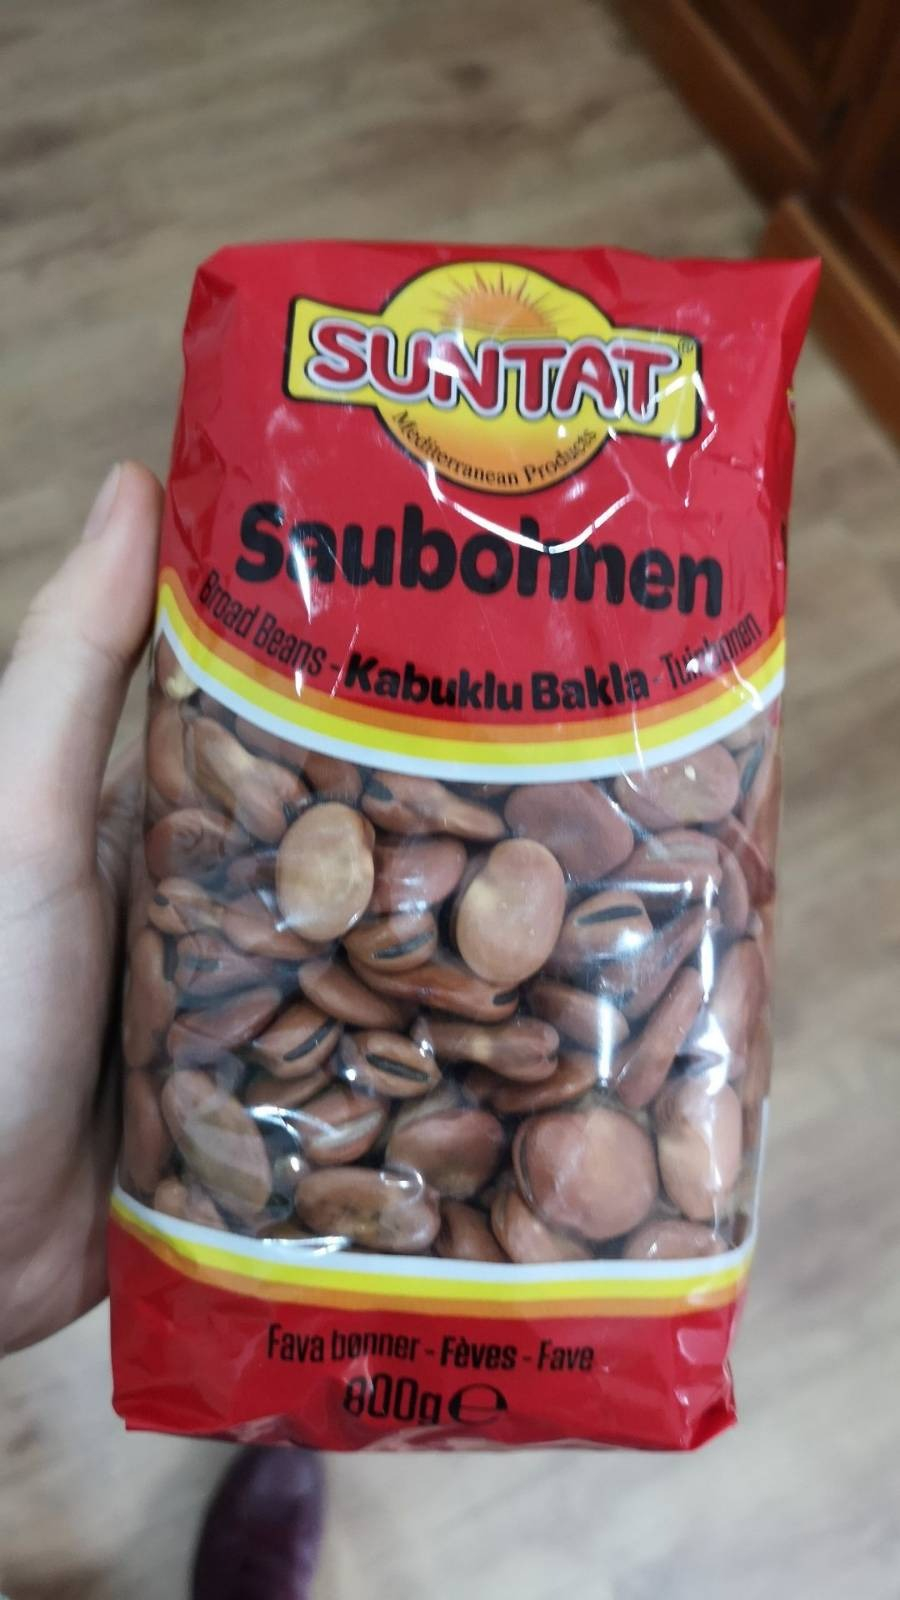 SUNTAT®
Mediterranean Products
Saubohnen
Broad Beans - Kabuklu Bakla - Tuinbonen
Fava bønner - Fèves - Fave
800g ℮